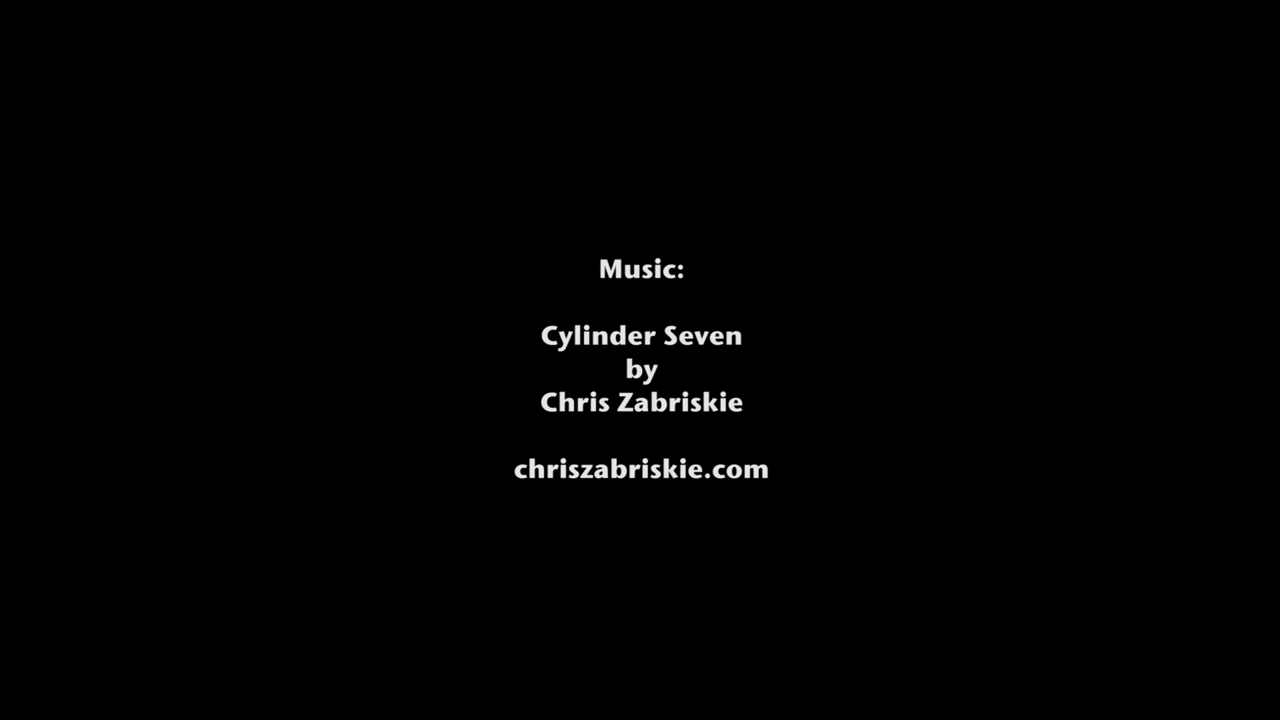 Music:
Cylinder Seven
by
Chris Zabriskie
chriszabriskie.com